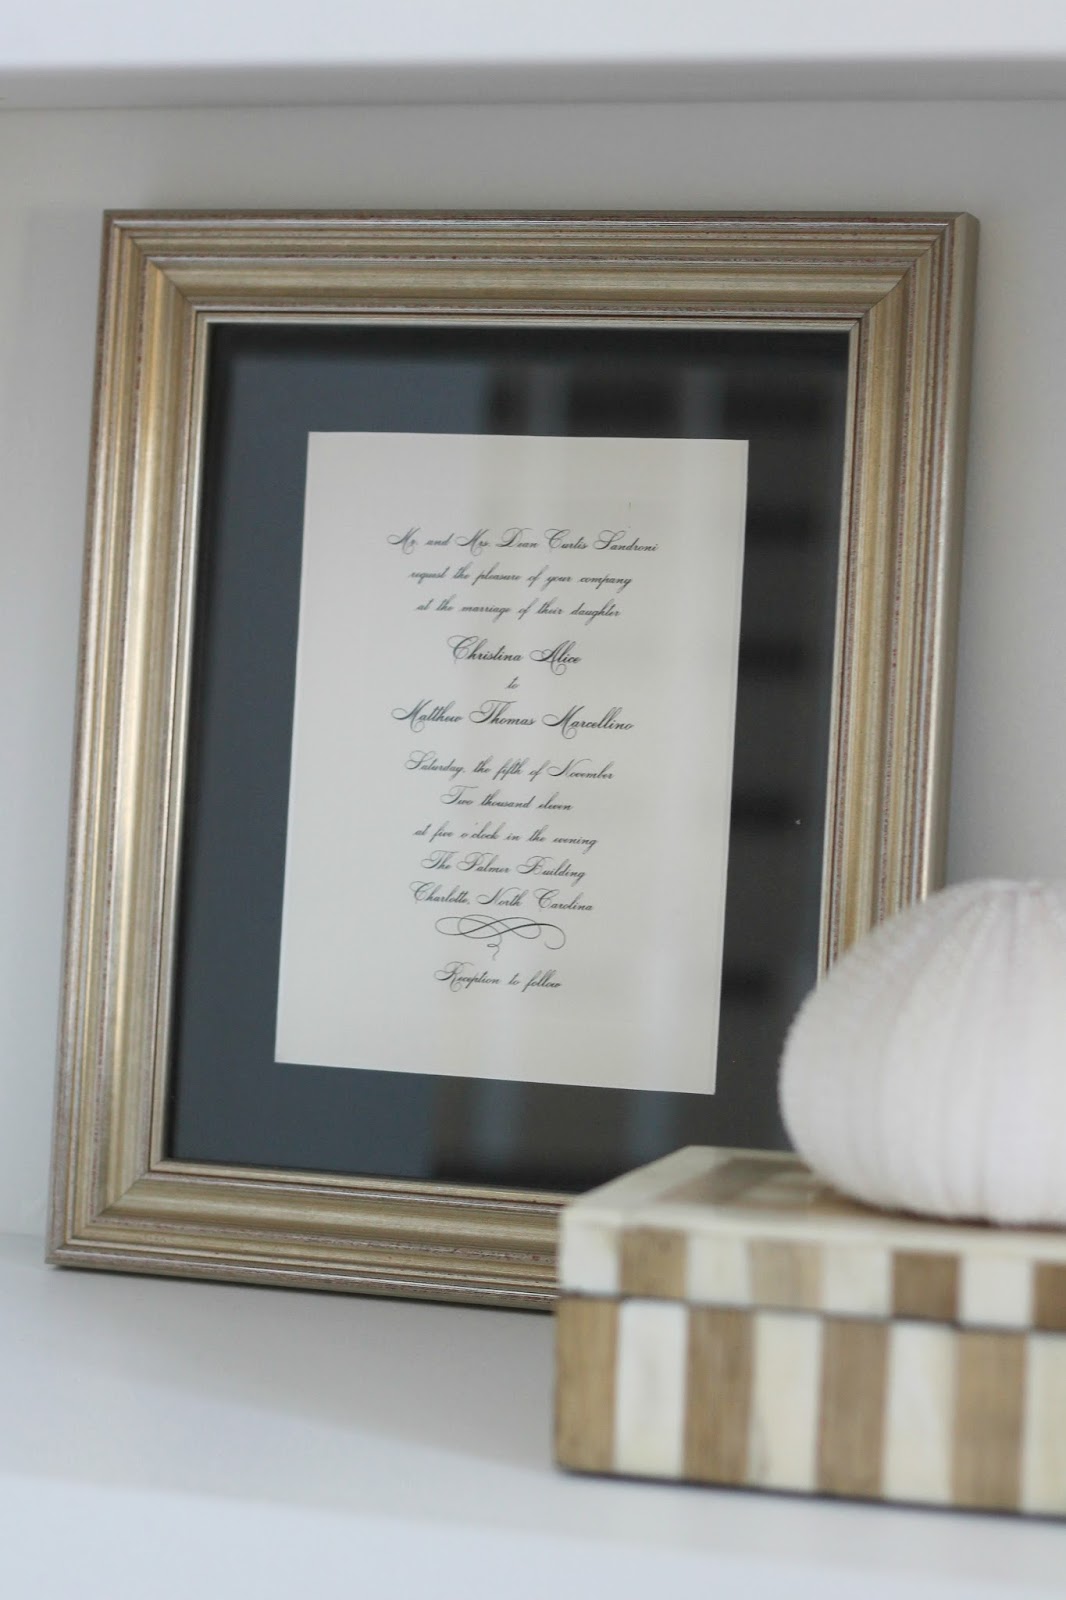 Mr. and Mrs. Dean Curtis Sandroni
request the pleasure of your company
at the marriage of their daughter
Christina Alice
to
Matthew Thomas Marcellino
Saturday, the fifth of November
Two thousand eleven
at five o'clock in the evening
The Palmer Building
Charlotte, North Carolina
Reception to follow